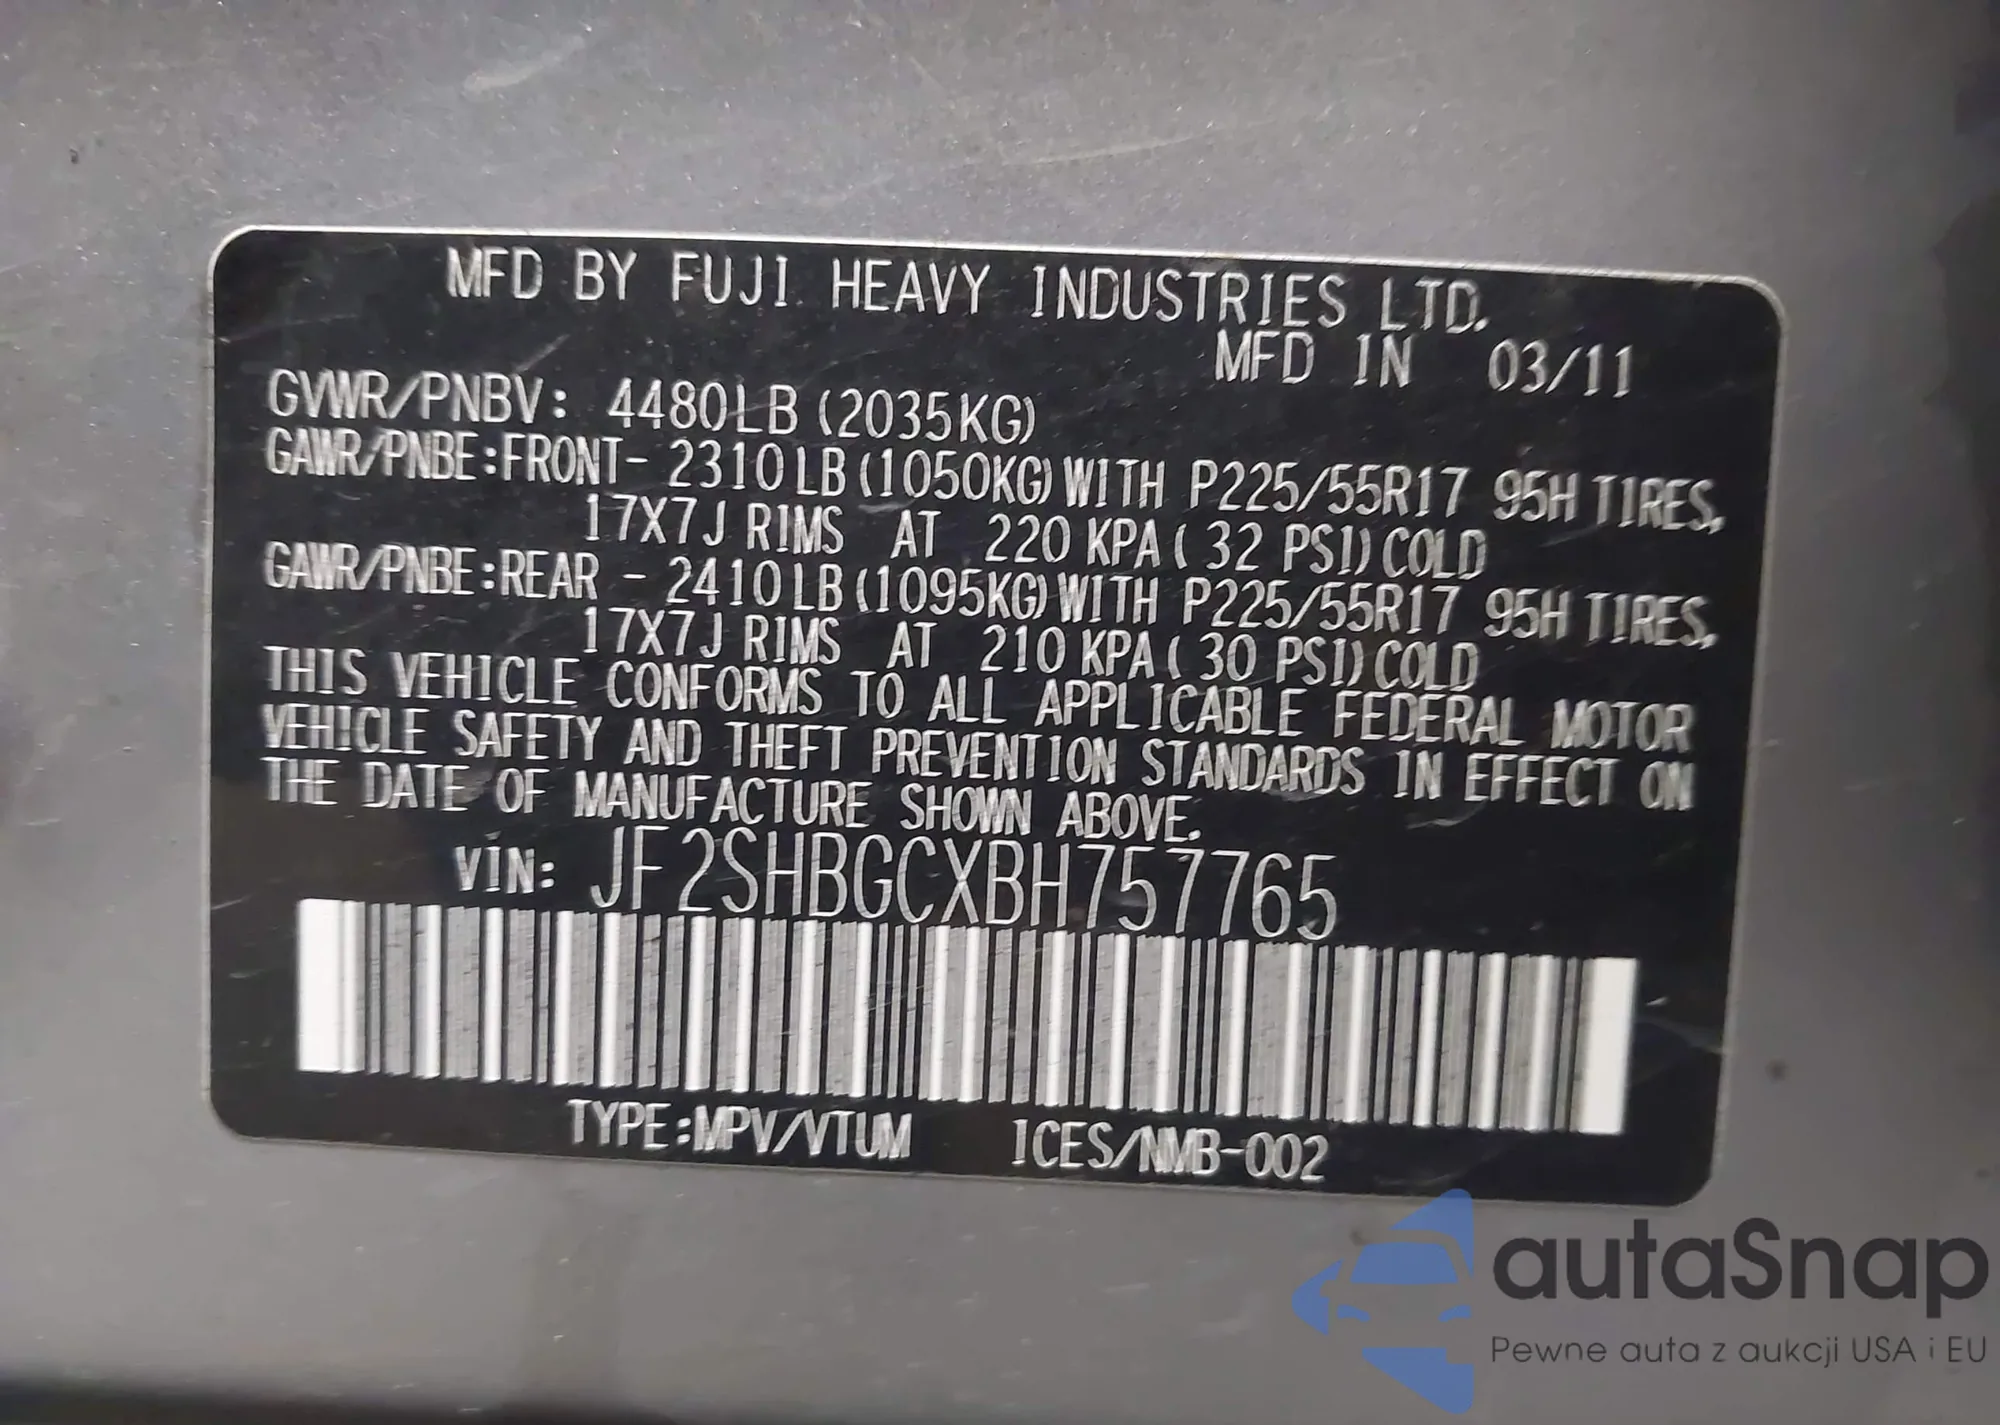 MFD BY FUJI HEAVY INDUSTRIES LTD.
MFD IN 03/11
GVWR/PNBV: 4480LB (2035KG)
GAWR/PNBE:FRONT- 2310LB (1050KG) WITH P225/55R17 95H TIRES,
17X7J RIMS AT 220 KPA ( 32 PSI) COLD
GAWR/PNBE:REAR - 2410LB (1095KG) WITH P225/55R17 95H TIRES,
17X7J RIMS AT 210 KPA ( 30 PSI) COLD
THIS VEHICLE CONFORMS TO ALL APPLICABLE FEDERAL MOTOR
VEHICLE SAFETY AND THEFT PREVENTION STANDARDS IN EFFECT ON
THE DATE OF MANUFACTURE SHOWN ABOVE.
VIN: JF2SHBGCXBH757765
TYPE:MPV/VTUM ICES/NMB-002
autaSnap
Pewne auta z aukcji USA i EU